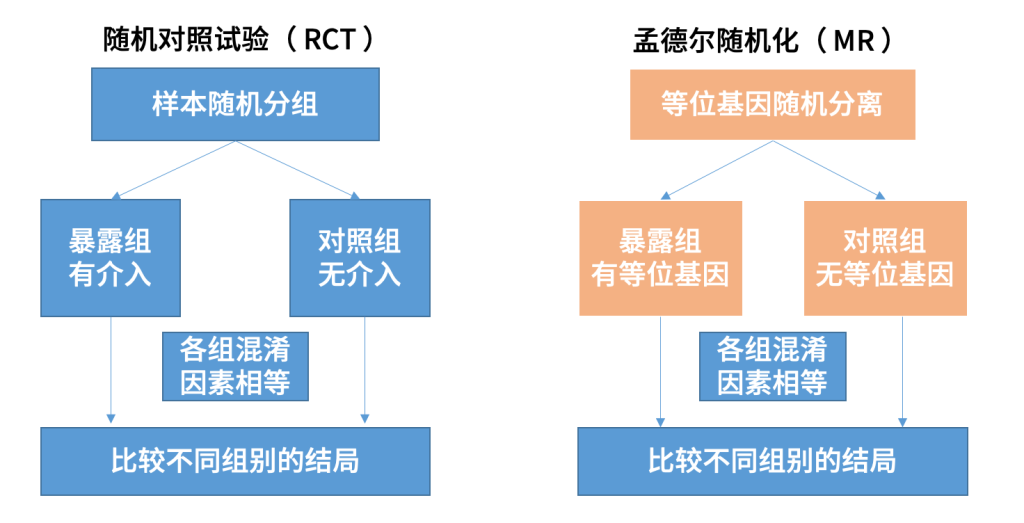 随机对照试验（RCT）
样本随机分组
暴露组
有介入
对照组
无介入
各组混淆
因素相等
比较不同组别的结局
孟德尔随机化（MR）
等位基因随机分离
暴露组
有等位基因
对照组
无等位基因
各组混淆
因素相等
比较不同组别的结局